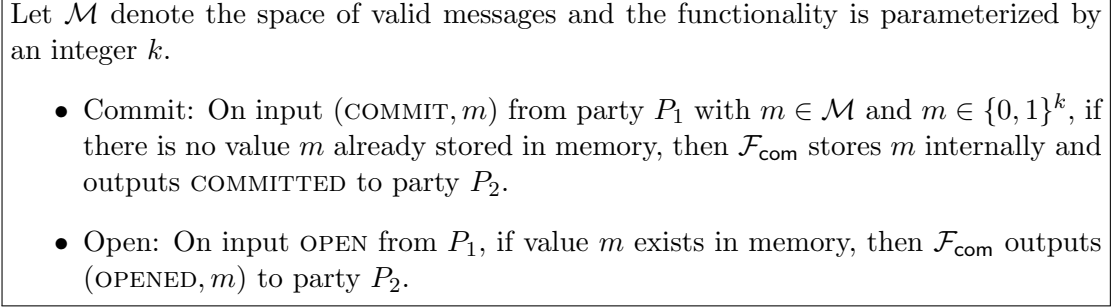 Let ℳ denote the space of valid messages and the functionality is parameterized by
an integer k.
• Commit: On input (COMMIT, m) from party P₁ with m ∈ ℳ and m ∈ {0, 1}ᵏ, if
there is no value m already stored in memory, then ℱ_com stores m internally and
outputs COMMITTED to party P₂.
• Open: On input OPEN from P₁, if value m exists in memory, then ℱ_com outputs
(OPENED, m) to party P₂.